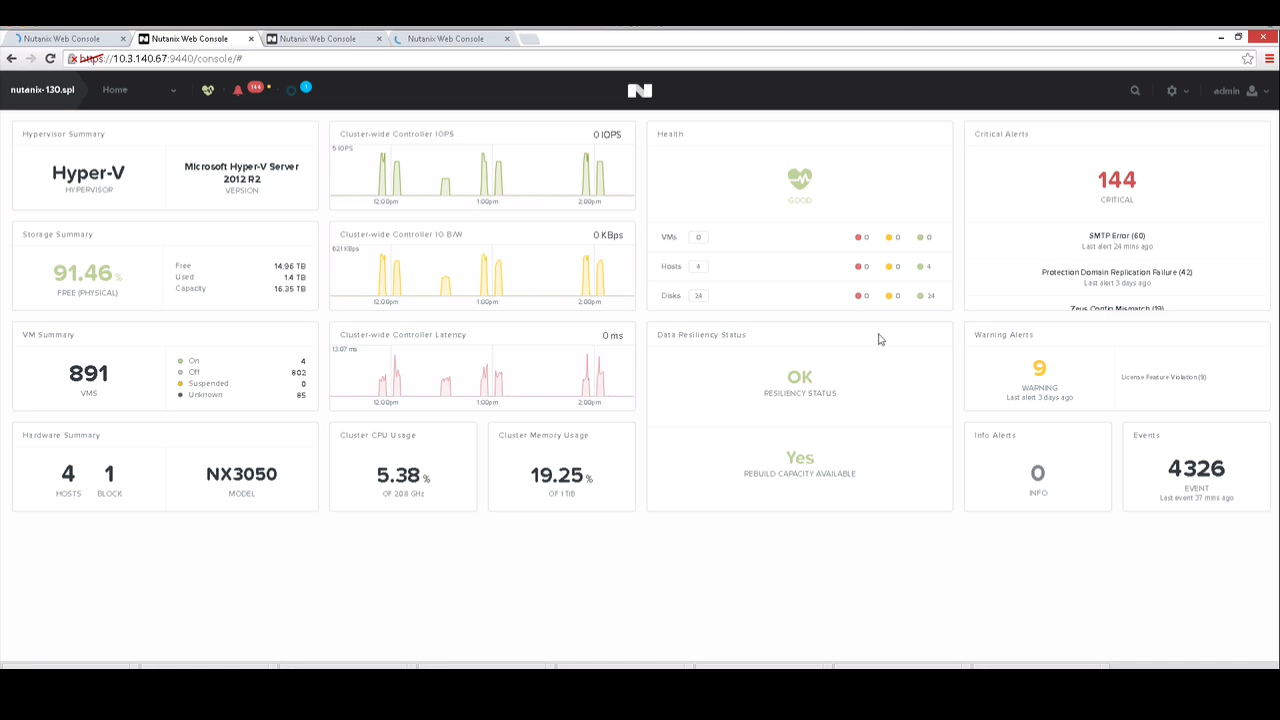 Nutanix Web Console
Nutanix Web Console
Nutanix Web Console
Nutanix Web Console
https://10.3.140.67:9440/console/#
nutanix-130.spl
Home
144
1
admin
Hypervisor Summary
Hyper-V
HYPERVISOR
Microsoft Hyper-V Server
2012 R2
VERSION
Storage Summary
91.46 %
FREE (PHYSICAL)
Free 14.96 TB
Used 1.4 TB
Capacity 16.35 TB
VM Summary
891
VMS
On 4
Off 802
Suspended 0
Unknown 85
Hardware Summary
4
HOSTS
1
BLOCK
NX3050
MODEL
Cluster-wide Controller IOPS 0 IOPS
5 IOPS
12:00pm 1:00pm 2:00pm
Cluster-wide Controller IO B/W 0 KBps
621 KBps
12:00pm 1:00pm 2:00pm
Cluster-wide Controller Latency 0 ms
13.07 ms
12:00pm 1:00pm 2:00pm
Cluster CPU Usage
5.38 %
OF 208 GHz
Cluster Memory Usage
19.25 %
OF 1 TiB
Health
GOOD
VMs 0 0 0 0
Hosts 4 0 0 4
Disks 24 0 0 24
Data Resiliency Status
OK
RESILIENCY STATUS
Yes
REBUILD CAPACITY AVAILABLE
Critical Alerts
144
CRITICAL
SMTP Error (60)
Last alert 24 mins ago
Protection Domain Replication Failure (42)
Last alert 3 days ago
Zeus Config Mismatch (19)
Warning Alerts
9
WARNING
Last alert 3 days ago
License Feature Violation (9)
Info Alerts
0
INFO
Events
4326
EVENT
Last event 37 mins ago